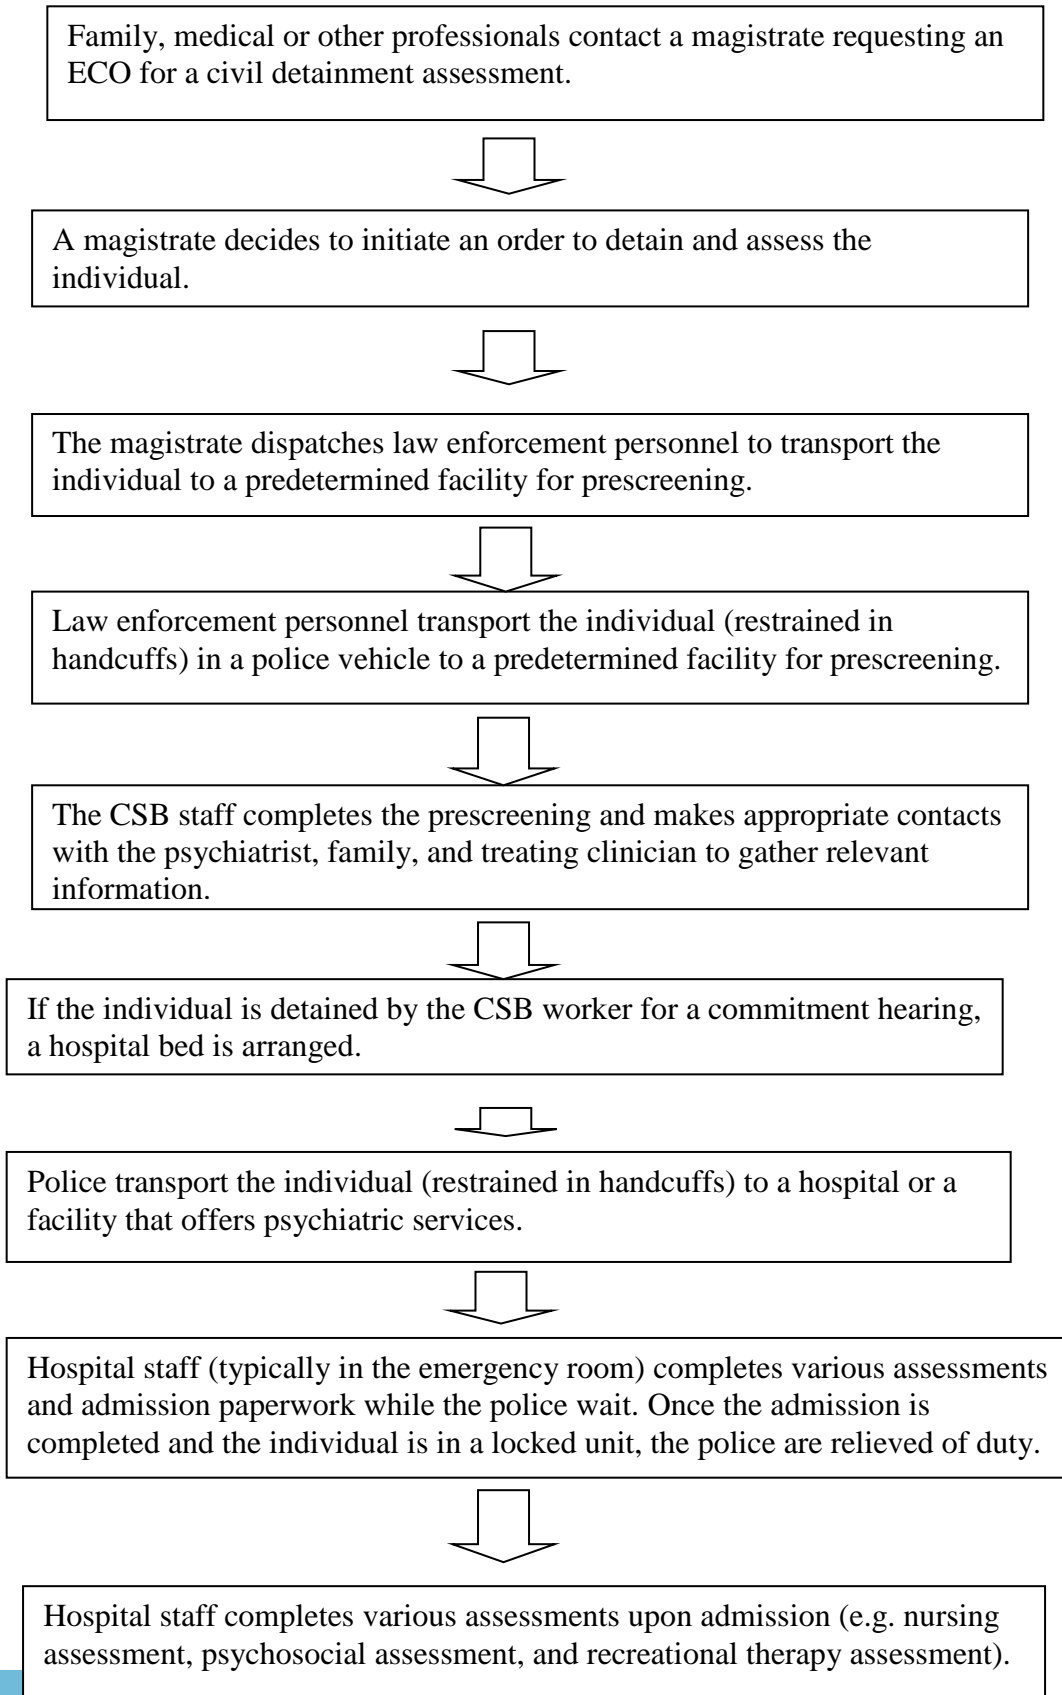 Family, medical or other professionals contact a magistrate requesting an
ECO for a civil detainment assessment.
A magistrate decides to initiate an order to detain and assess the
individual.
The magistrate dispatches law enforcement personnel to transport the
individual to a predetermined facility for prescreening.
Law enforcement personnel transport the individual (restrained in
handcuffs) in a police vehicle to a predetermined facility for prescreening.
The CSB staff completes the prescreening and makes appropriate contacts
with the psychiatrist, family, and treating clinician to gather relevant
information.
If the individual is detained by the CSB worker for a commitment hearing,
a hospital bed is arranged.
Police transport the individual (restrained in handcuffs) to a hospital or a
facility that offers psychiatric services.
Hospital staff (typically in the emergency room) completes various assessments
and admission paperwork while the police wait. Once the admission is
completed and the individual is in a locked unit, the police are relieved of duty.
Hospital staff completes various assessments upon admission (e.g. nursing
assessment, psychosocial assessment, and recreational therapy assessment).